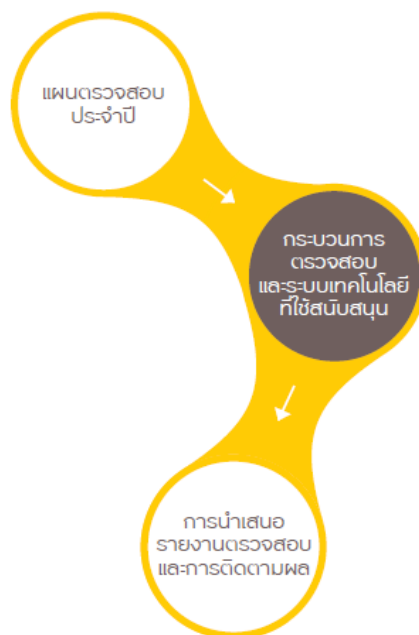 แผนตรวจสอบ
ประจำปี
กระบวนการ
ตรวจสอบ
และระบบเทคโนโลยี
ที่ใช้สนับสนุน
การนำเสนอ
รายงานตรวจสอบ
และการติดตามผล